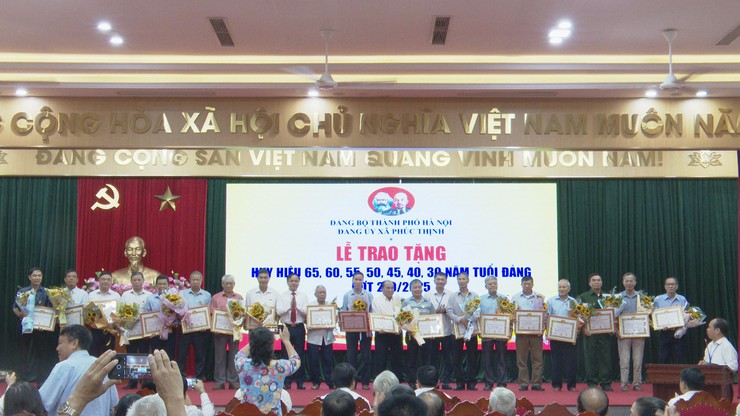 CỘNG HÒA XÃ HỘI CHỦ NGHĨA VIỆT NAM MUÔN NĂM
ĐẢNG CỘNG SẢN VIỆT NAM QUANG VINH MUÔN NĂM!
ĐẢNG BỘ THÀNH PHỐ HÀ NỘI
ĐẢNG ỦY XÃ PHÚC THỊNH
LỄ TRAO TẶNG
HUY HIỆU 65, 60, 55, 50, 45, 40, 30 NĂM TUỔI ĐẢNG